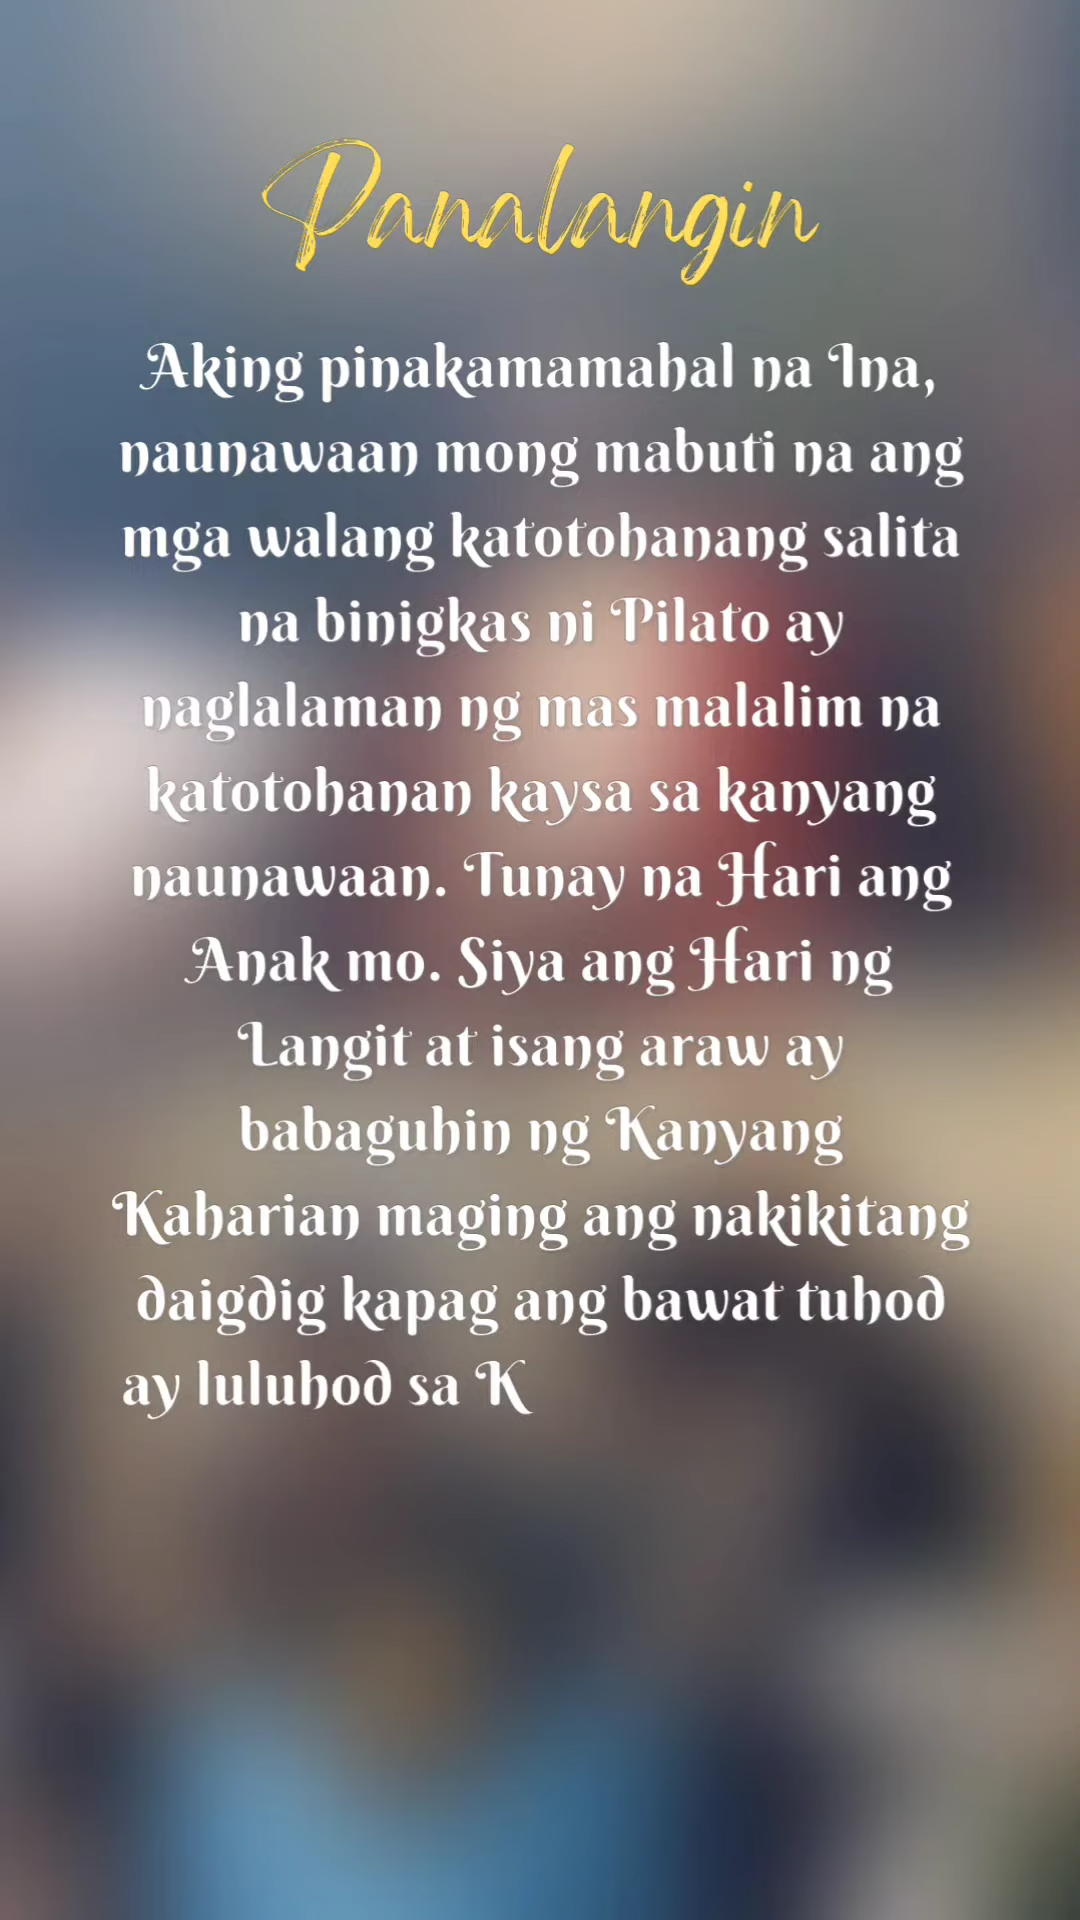 Panalangin
Aking pinakamamahal na Ina,
naunawaan mong mabuti na ang
mga walang katotohanang salita
na binigkas ni Pilato ay
naglalaman ng mas malalim na
katotohanan kaysa sa kanyang
naunawaan. Tunay na Hari ang
Anak mo. Siya ang Hari ng
Langit at isang araw ay
babaguhin ng Kanyang
Kaharian maging ang nakikitang
daigdig kapag ang bawat tuhod
ay luluhod sa K